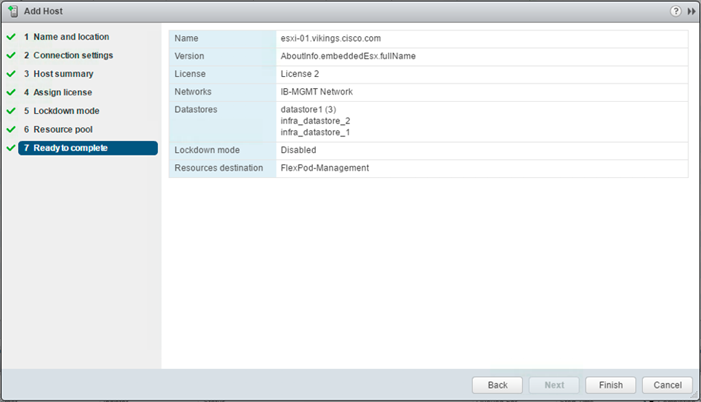 Add Host
?
1 Name and location
2 Connection settings
3 Host summary
4 Assign license
5 Lockdown mode
6 Resource pool
7 Ready to complete
Name esxi-01.vikings.cisco.com
Version AboutInfo.embeddedEsx.fullName
License License 2
Networks IB-MGMT Network
Datastores datastore1 (3)
infra_datastore_2
infra_datastore_1
Lockdown mode Disabled
Resources destination FlexPod-Management
Back Next Finish Cancel